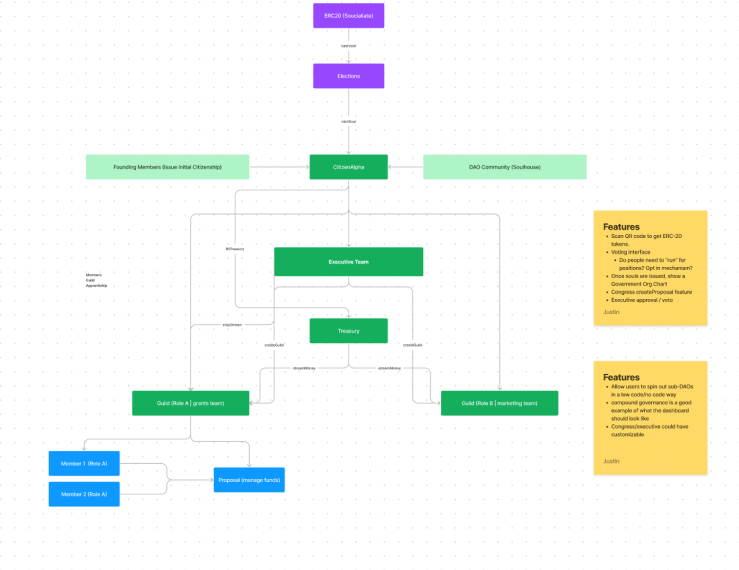 ERC20 (Soucialiate)
Elections
Founding Members (Issue Initial Citizenship)
CitizenAlpha
DAO Community (Soulhouse)
fillTreasury
Executive Team
Members
Guild
Apprentiship
Treasury
createGuild
createGuild
streamMoney
streamMoney
Guild (Role A | grants team)
Guild (Role B | marketing team)
Member 1 (Role A)
Member 2 (Role A)
Proposal (manage funds)
Features
• Scan QR code to get ERC-20
tokens.
• Voting interface
• Do people need to "run" for
positions? Opt in mechanism?
• Once souls are issued, show a
Government Org Chart
• Congress createProposal feature
• Executive approval / veto
Justin
Features
• Allow users to spin out sub-DAOs
in a low code/no code way
• compound governance is a good
example of what the dashboard
should look like
• Congress/executive could have
customizable
Justin